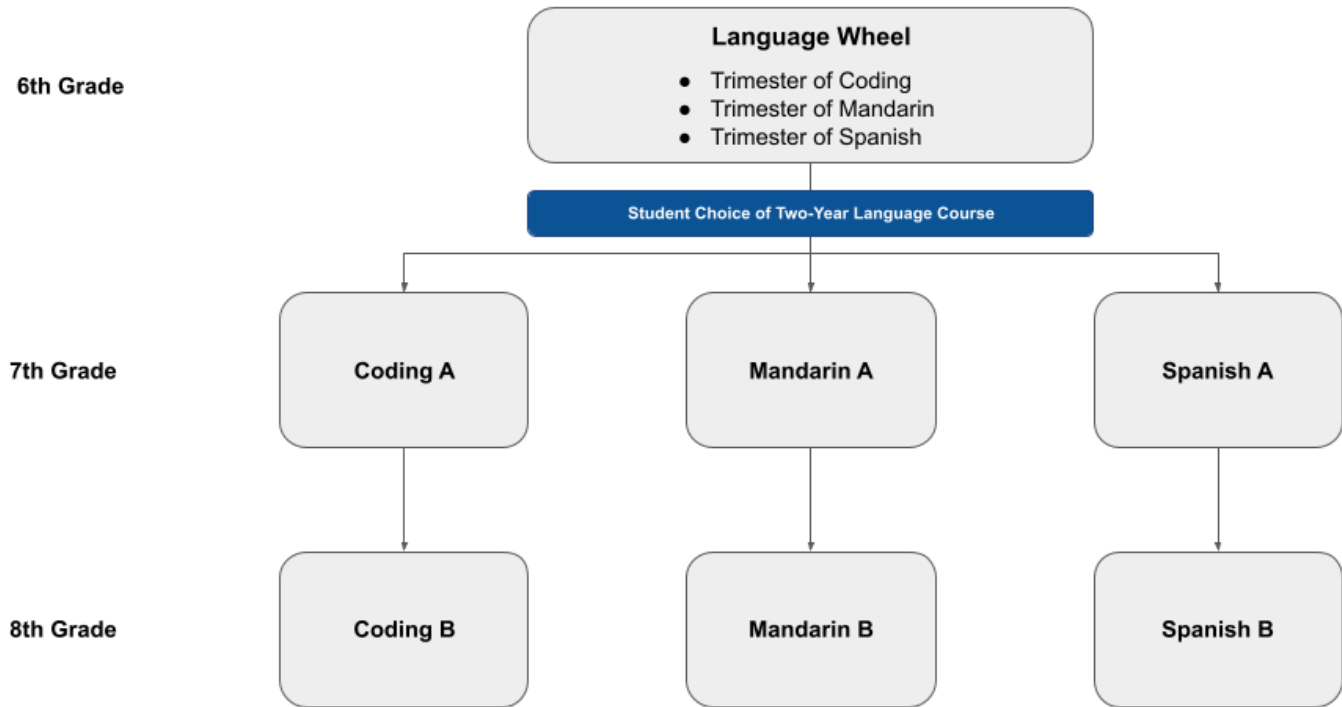 Language Wheel
6th Grade
● Trimester of Coding
● Trimester of Mandarin
● Trimester of Spanish
Student Choice of Two-Year Language Course
7th Grade
Coding A
Mandarin A
Spanish A
8th Grade
Coding B
Mandarin B
Spanish B